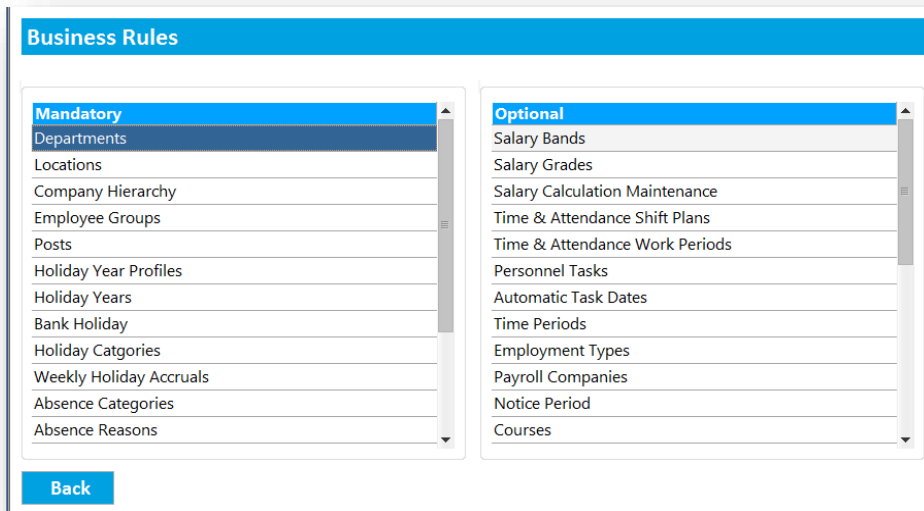 Business Rules
Mandatory
Departments
Locations
Company Hierarchy
Employee Groups
Posts
Holiday Year Profiles
Holiday Years
Bank Holiday
Holiday Catgories
Weekly Holiday Accruals
Absence Categories
Absence Reasons
Optional
Salary Bands
Salary Grades
Salary Calculation Maintenance
Time & Attendance Shift Plans
Time & Attendance Work Periods
Personnel Tasks
Automatic Task Dates
Time Periods
Employment Types
Payroll Companies
Notice Period
Courses
Back